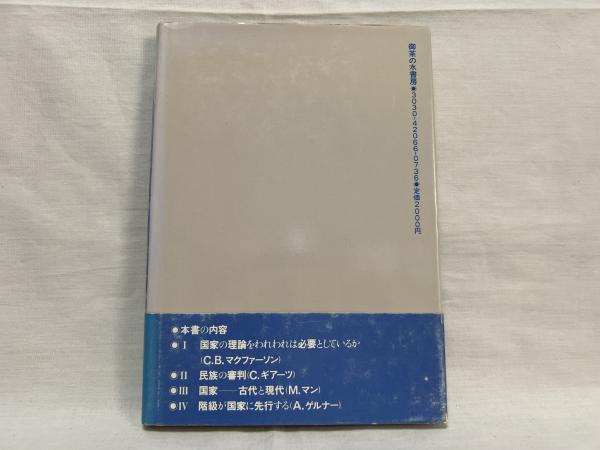 御茶の水書房●3030-42066-0736●定価2000円
●本書の内容
●I 国家の理論をわれわれは必要としているか
(C.B.マクファーソン)
●II 民族の審判(C.ギアーツ)
●III 国家——古代と現代(M.マン)
●IV 階級が国家に先行する(A.ゲルナー)